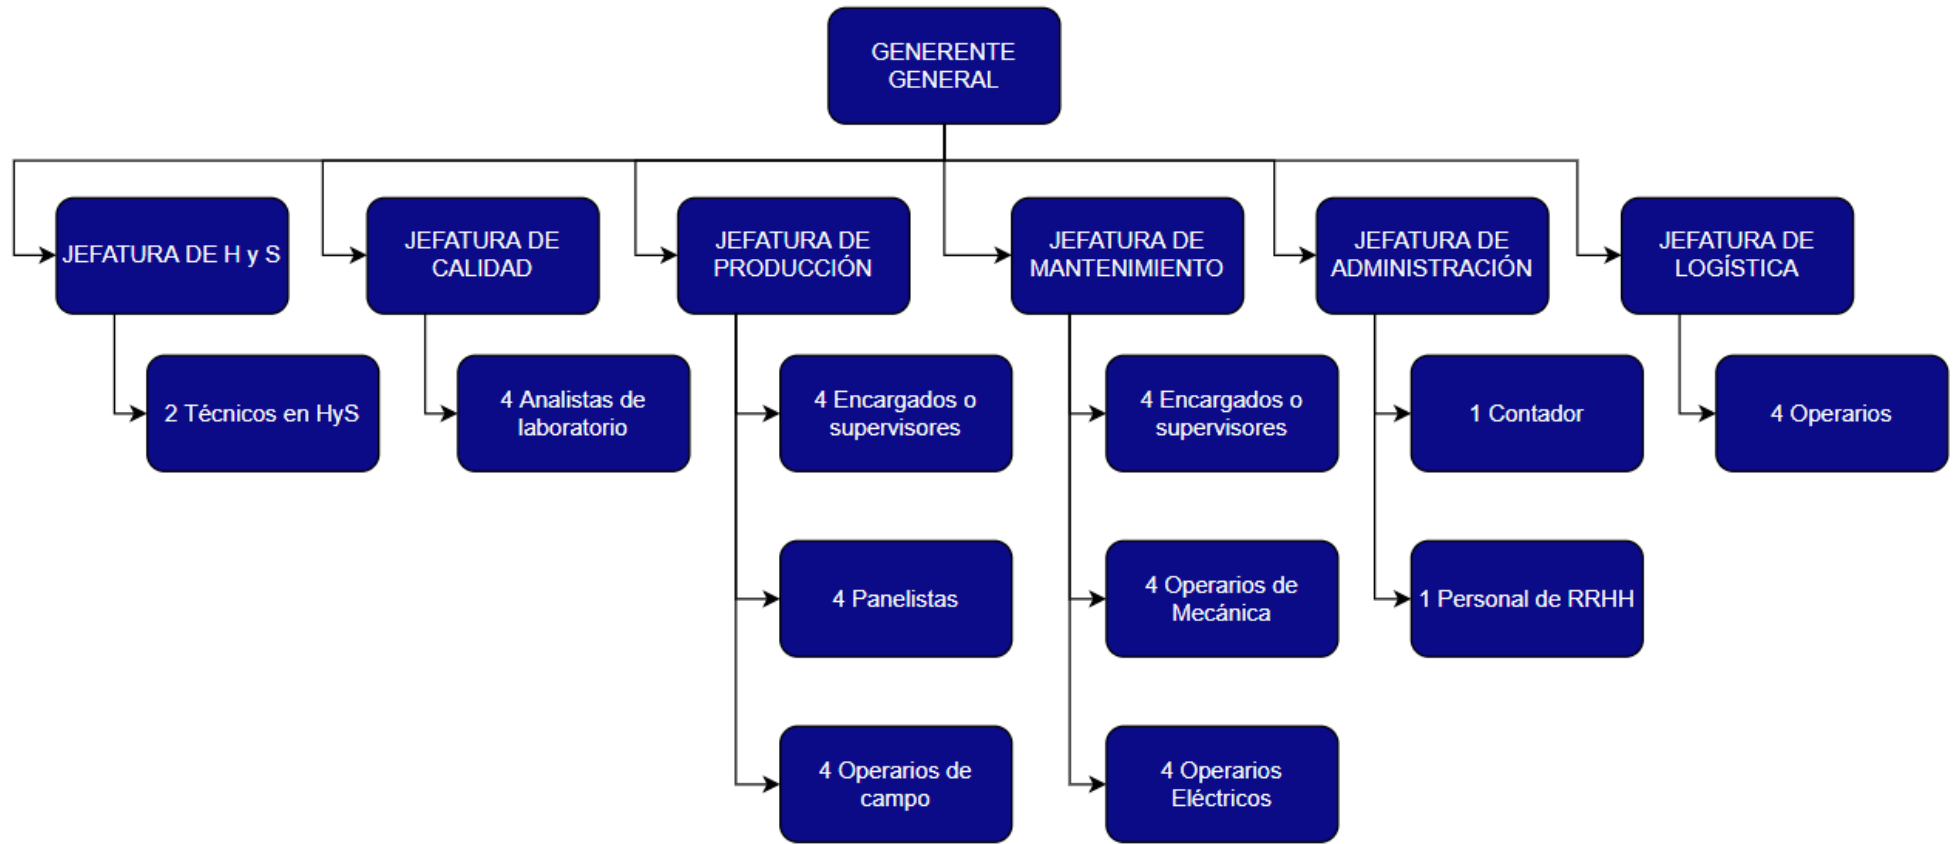 GENERENTE
GENERAL
JEFATURA DE H y S
JEFATURA DE
CALIDAD
JEFATURA DE
PRODUCCIÓN
JEFATURA DE
MANTENIMIENTO
JEFATURA DE
ADMINISTRACIÓN
JEFATURA DE
LOGÍSTICA
2 Técnicos en HyS
4 Analistas de
laboratorio
4 Encargados o
supervisores
4 Encargados o
supervisores
1 Contador
4 Operarios
4 Panelistas
4 Operarios de
Mecánica
1 Personal de RRHH
4 Operarios de
campo
4 Operarios
Eléctricos